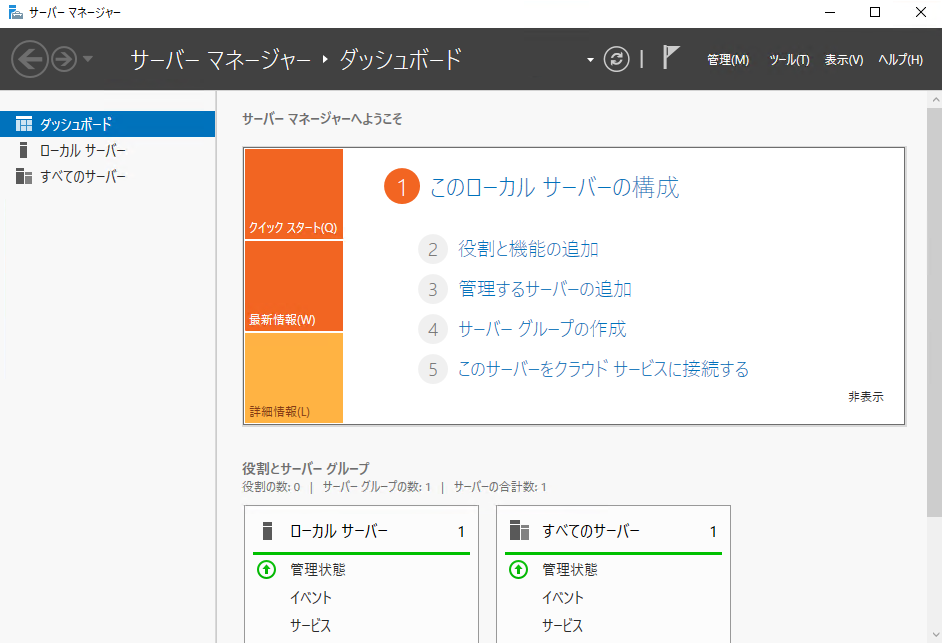 サーバー マネージャー
サーバー マネージャー ダッシュボード
管理(M) ツール(T) 表示(V) ヘルプ(H)
ダッシュボード
ローカル サーバー
すべてのサーバー
サーバー マネージャーへようこそ
クイック スタート(Q)
最新情報(W)
詳細情報(L)
1 このローカル サーバーの構成
2 役割と機能の追加
3 管理するサーバーの追加
4 サーバー グループの作成
5 このサーバーをクラウド サービスに接続する
非表示
役割とサーバー グループ
役割の数: 0 | サーバー グループの数: 1 | サーバーの合計数: 1
ローカル サーバー 1
管理状態
イベント
サービス
すべてのサーバー 1
管理状態
イベント
サービス